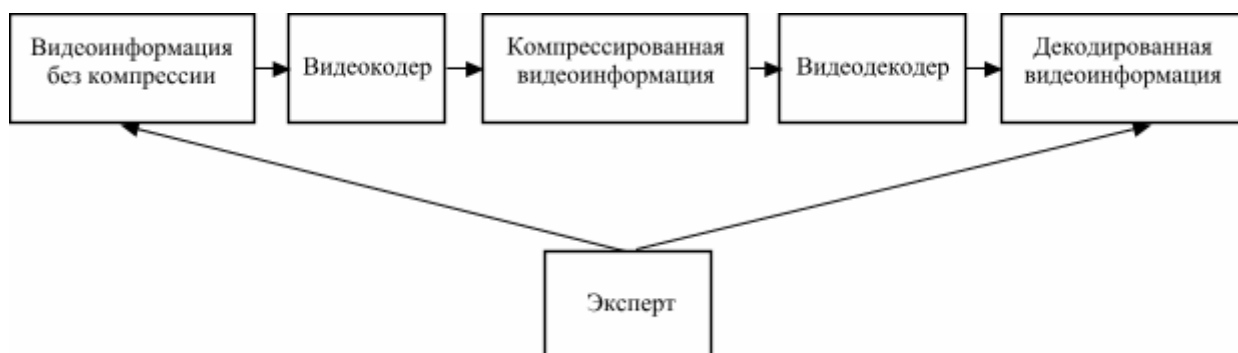 Видеоинформация
без компрессии
Видеокодер
Компрессированная
видеоинформация
Видеодекодер
Декодированная
видеоинформация
Эксперт